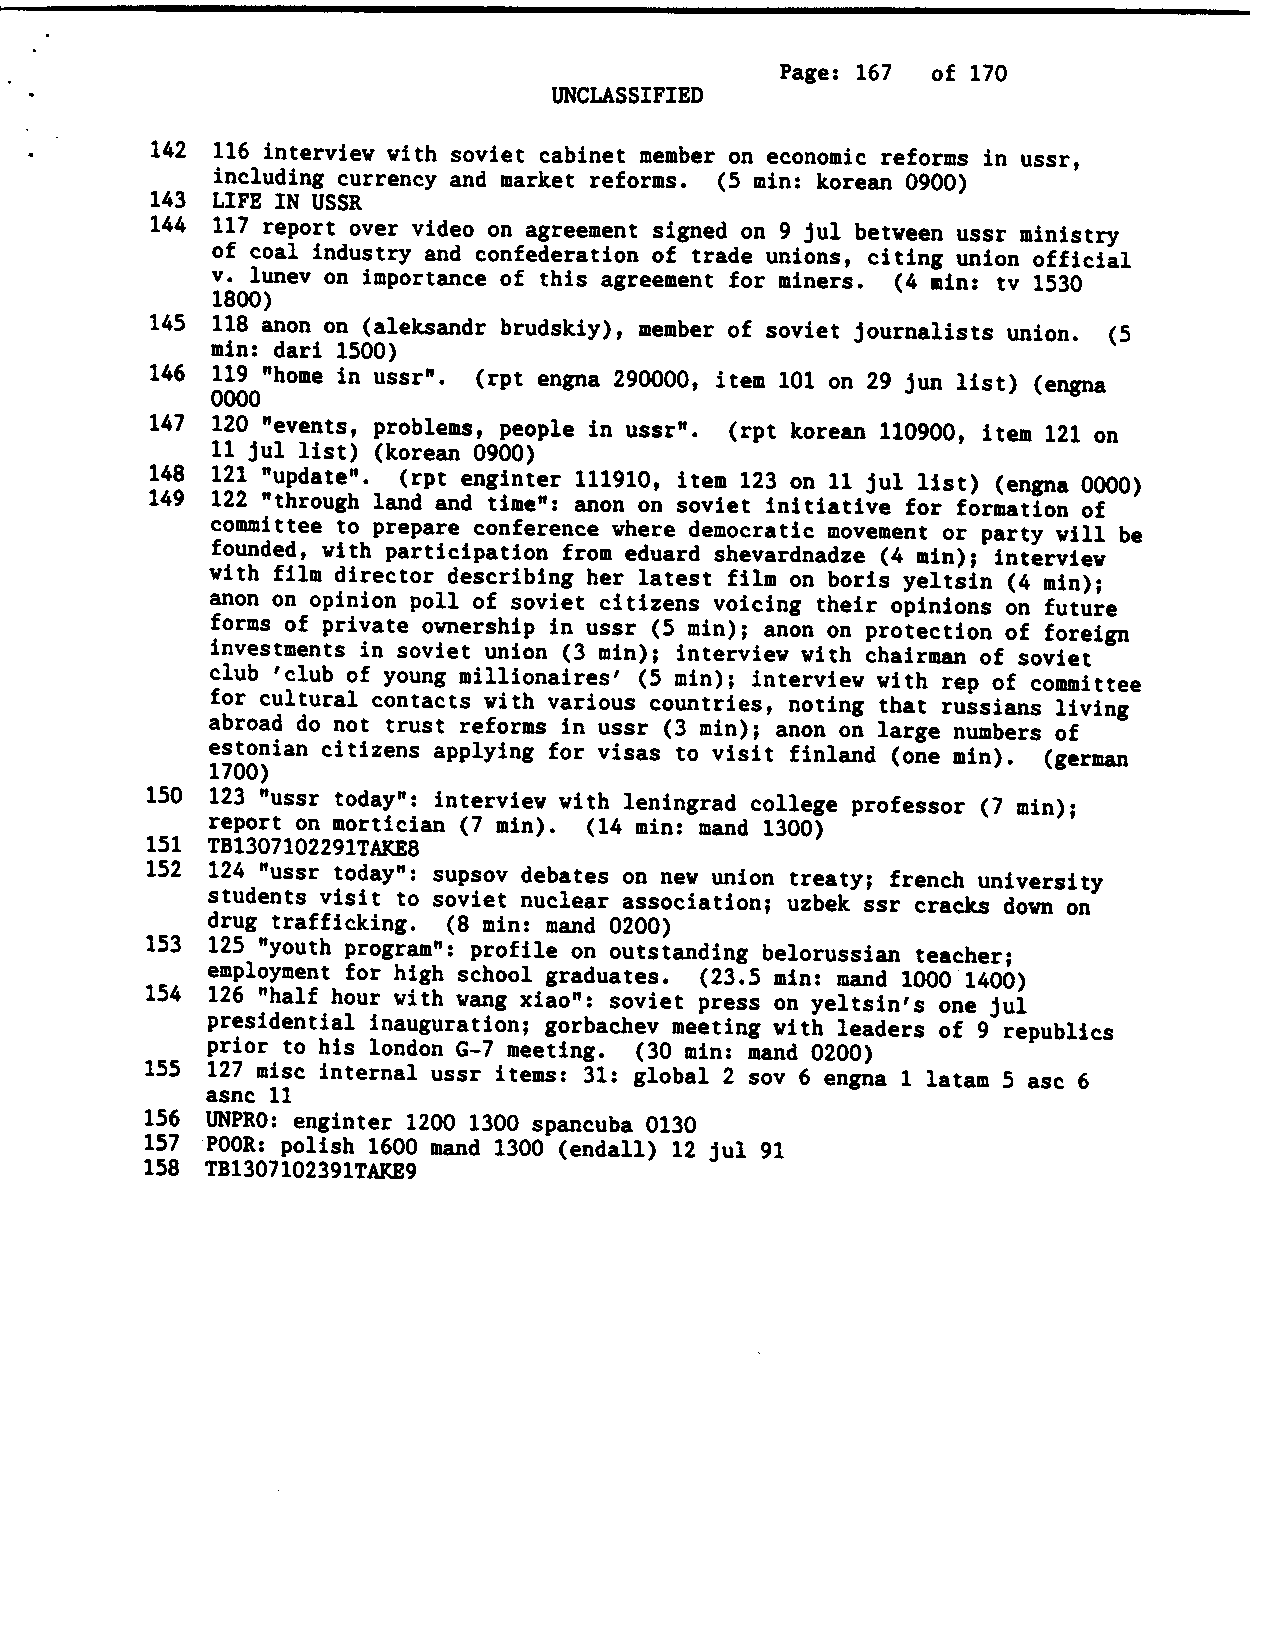 Page: 167 of 170
UNCLASSIFIED
142 116 interview with soviet cabinet member on economic reforms in ussr,
including currency and market reforms. (5 min: korean 0900)
143 LIFE IN USSR
144 117 report over video on agreement signed on 9 jul between ussr ministry
of coal industry and confederation of trade unions, citing union official
v. lunev on importance of this agreement for miners. (4 min: tv 1530
1800)
145 118 anon on (aleksandr brudskiy), member of soviet journalists union. (5
min: dari 1500)
146 119 "home in ussr". (rpt engna 290000, item 101 on 29 jun list) (engna
0000
147 120 "events, problems, people in ussr". (rpt korean 110900, item 121 on
11 jul list) (korean 0900)
148 121 "update". (rpt enginter 111910, item 123 on 11 jul list) (engna 0000)
149 122 "through land and time": anon on soviet initiative for formation of
committee to prepare conference where democratic movement or party will be
founded, with participation from eduard shevardnadze (4 min); interview
with film director describing her latest film on boris yeltsin (4 min);
anon on opinion poll of soviet citizens voicing their opinions on future
forms of private ownership in ussr (5 min); anon on protection of foreign
investments in soviet union (3 min); interview with chairman of soviet
club 'club of young millionaires' (5 min); interview with rep of committee
for cultural contacts with various countries, noting that russians living
abroad do not trust reforms in ussr (3 min); anon on large numbers of
estonian citizens applying for visas to visit finland (one min). (german
1700)
150 123 "ussr today": interview with leningrad college professor (7 min);
report on mortician (7 min). (14 min: mand 1300)
151 TB1307102291TAKE8
152 124 "ussr today": supsov debates on new union treaty; french university
students visit to soviet nuclear association; uzbek ssr cracks down on
drug trafficking. (8 min: mand 0200)
153 125 "youth program": profile on outstanding belorussian teacher;
employment for high school graduates. (23.5 min: mand 1000 1400)
154 126 "half hour with wang xiao": soviet press on yeltsin's one jul
presidential inauguration; gorbachev meeting with leaders of 9 republics
prior to his london G-7 meeting. (30 min: mand 0200)
155 127 misc internal ussr items: 31: global 2 sov 6 engna 1 latam 5 asc 6
asnc 11
156 UNPRO: enginter 1200 1300 spancuba 0130
157 POOR: polish 1600 mand 1300 (endall) 12 jul 91
158 TB1307102391TAKE9